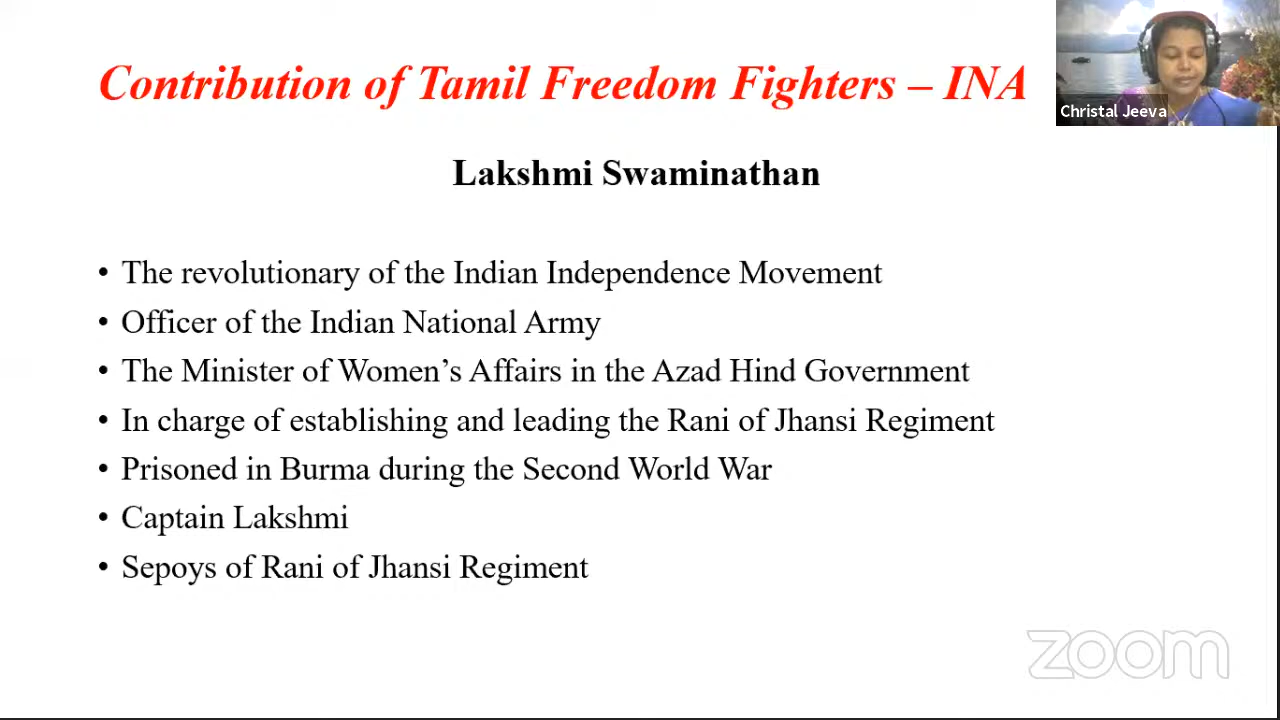 Contribution of Tamil Freedom Fighters – INA
Christal Jeeva
Lakshmi Swaminathan
• The revolutionary of the Indian Independence Movement
• Officer of the Indian National Army
• The Minister of Women’s Affairs in the Azad Hind Government
• In charge of establishing and leading the Rani of Jhansi Regiment
• Prisoned in Burma during the Second World War
• Captain Lakshmi
• Sepoys of Rani of Jhansi Regiment
zoom